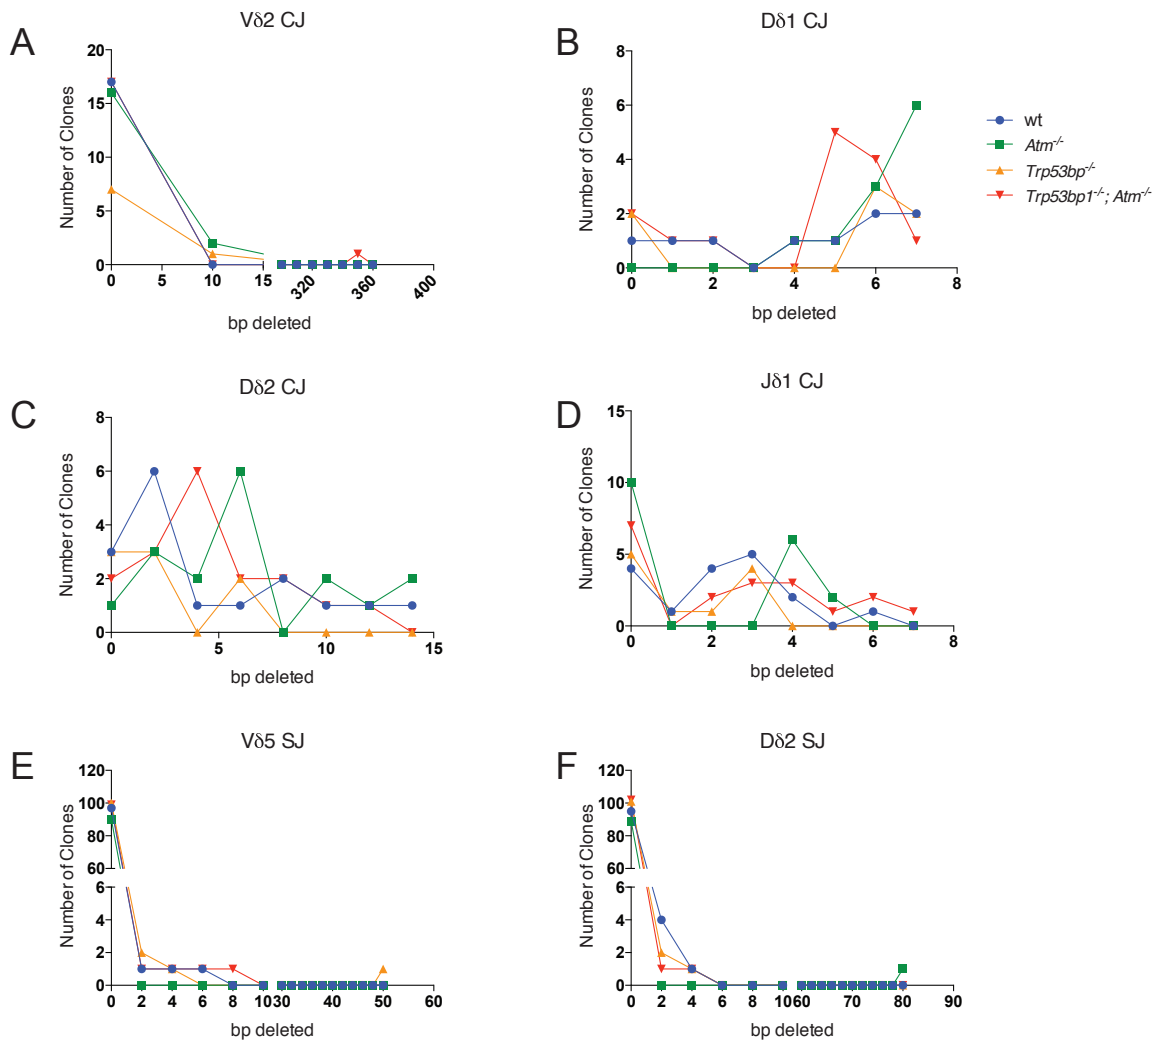 A
Vδ2 CJ
Number of Clones
20
15
10
5
0
0 5 10 15 320 360 400
bp deleted
B
Dδ1 CJ
Number of Clones
8
6
4
2
0
0 2 4 6 8
bp deleted
wt
Atm-/-
Trp53bp-/-
Trp53bp1-/-; Atm-/-
C
Dδ2 CJ
Number of Clones
8
6
4
2
0
0 5 10 15
bp deleted
D
Jδ1 CJ
Number of Clones
15
10
5
0
0 2 4 6 8
bp deleted
E
Vδ5 SJ
Number of Clones
120
100
80
60
6
4
2
0
0 2 4 6 8 10 30 40 50 60
bp deleted
F
Dδ2 SJ
Number of Clones
120
100
80
60
6
4
2
0
0 2 4 6 8 10 60 70 80 90
bp deleted